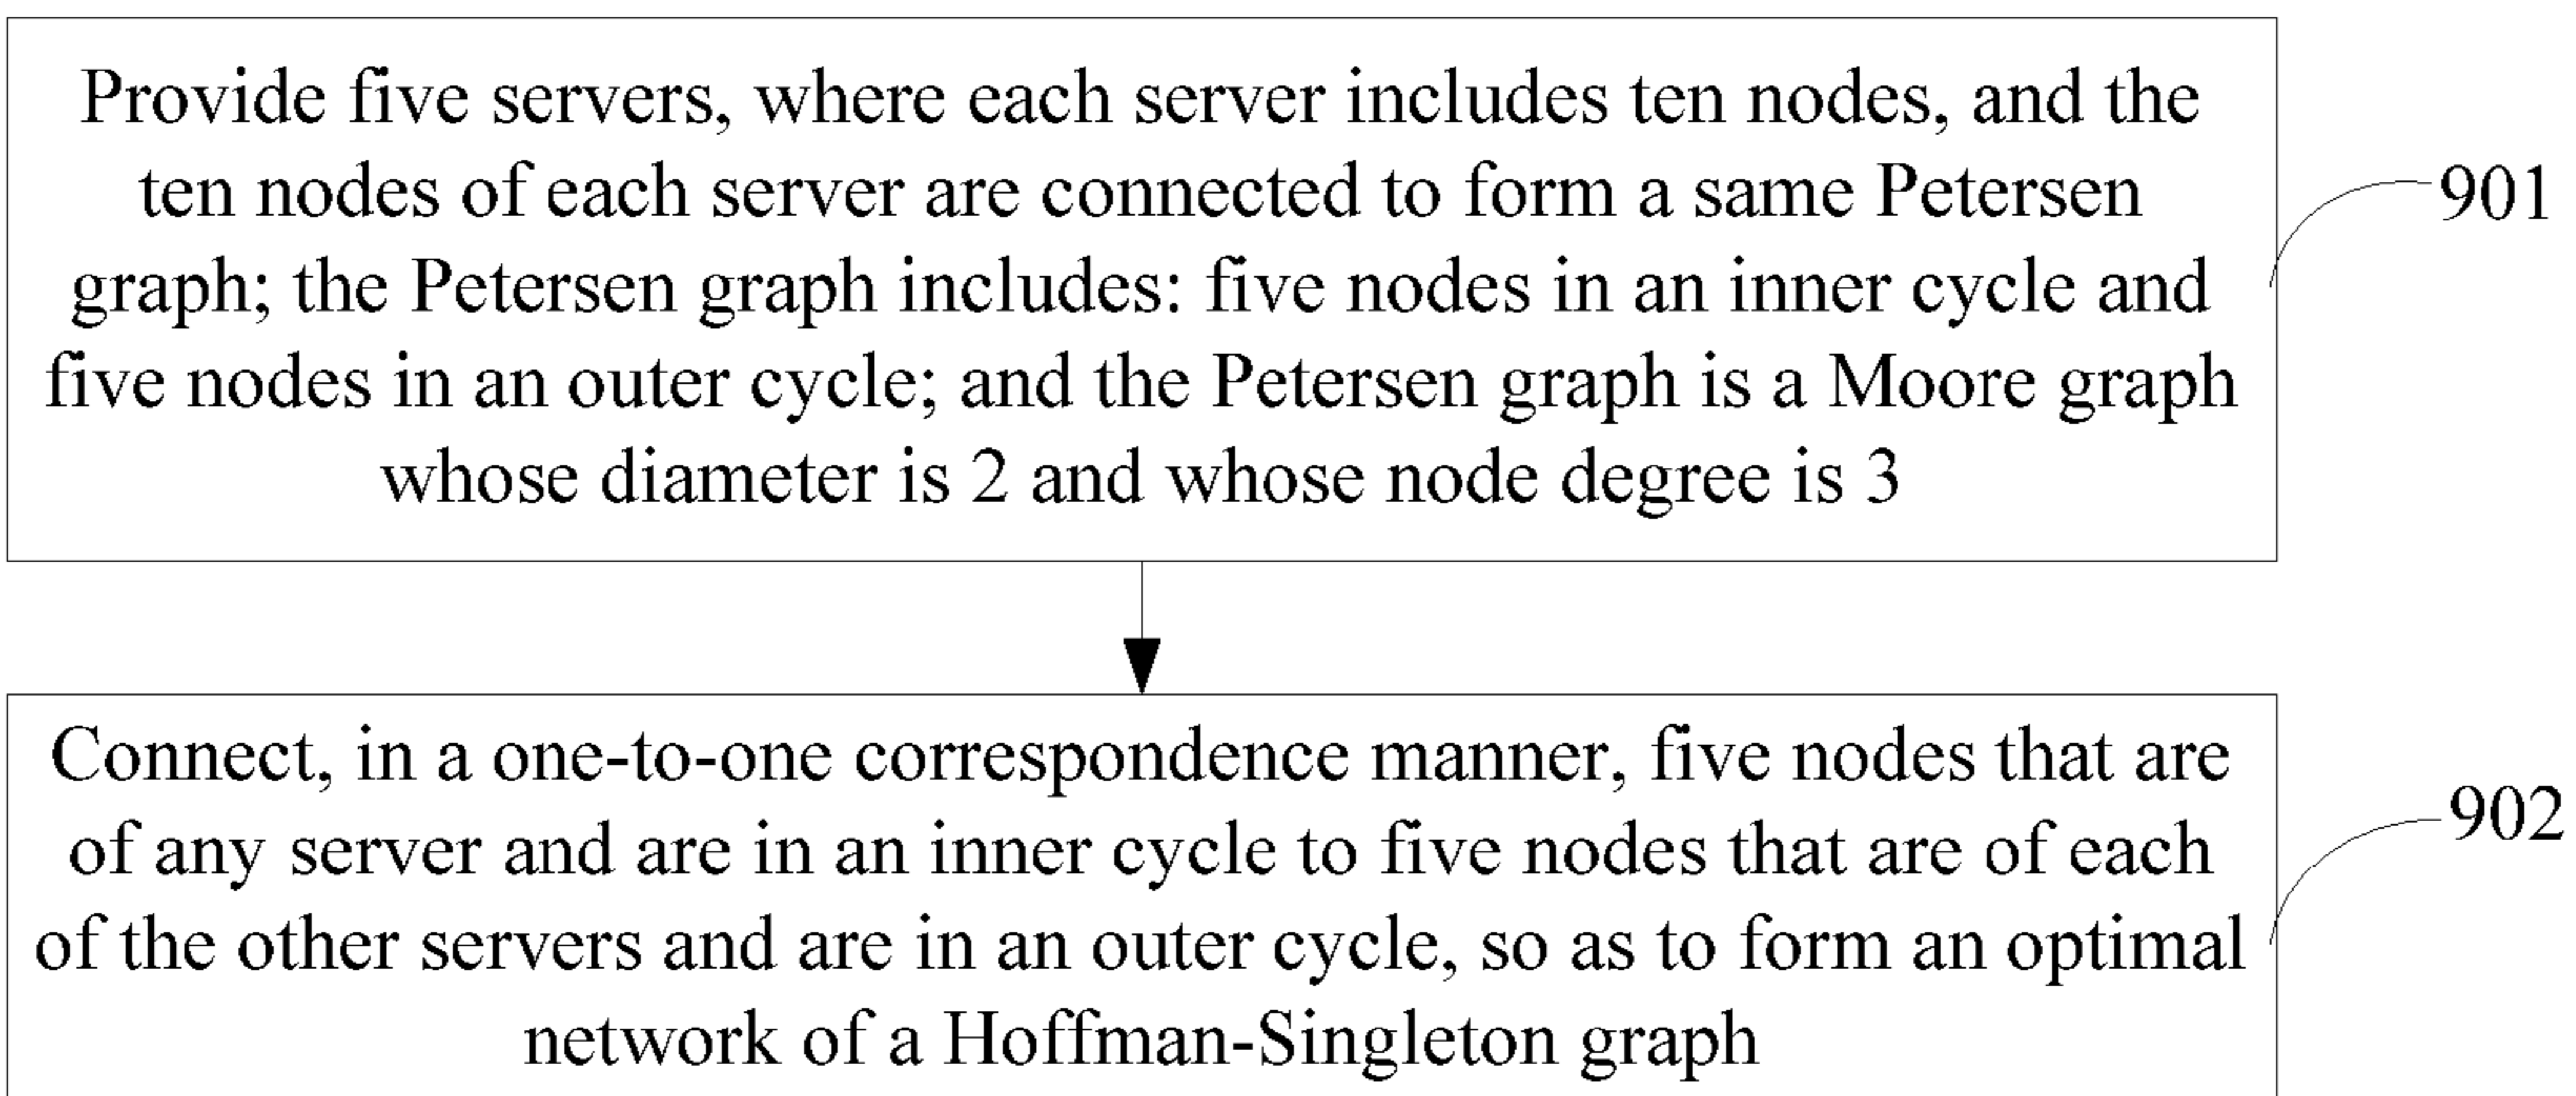 Provide five servers, where each server includes ten nodes, and the
ten nodes of each server are connected to form a same Petersen
graph; the Petersen graph includes: five nodes in an inner cycle and
five nodes in an outer cycle; and the Petersen graph is a Moore graph
whose diameter is 2 and whose node degree is 3
901
Connect, in a one-to-one correspondence manner, five nodes that are
of any server and are in an inner cycle to five nodes that are of each
of the other servers and are in an outer cycle, so as to form an optimal
network of a Hoffman-Singleton graph
902